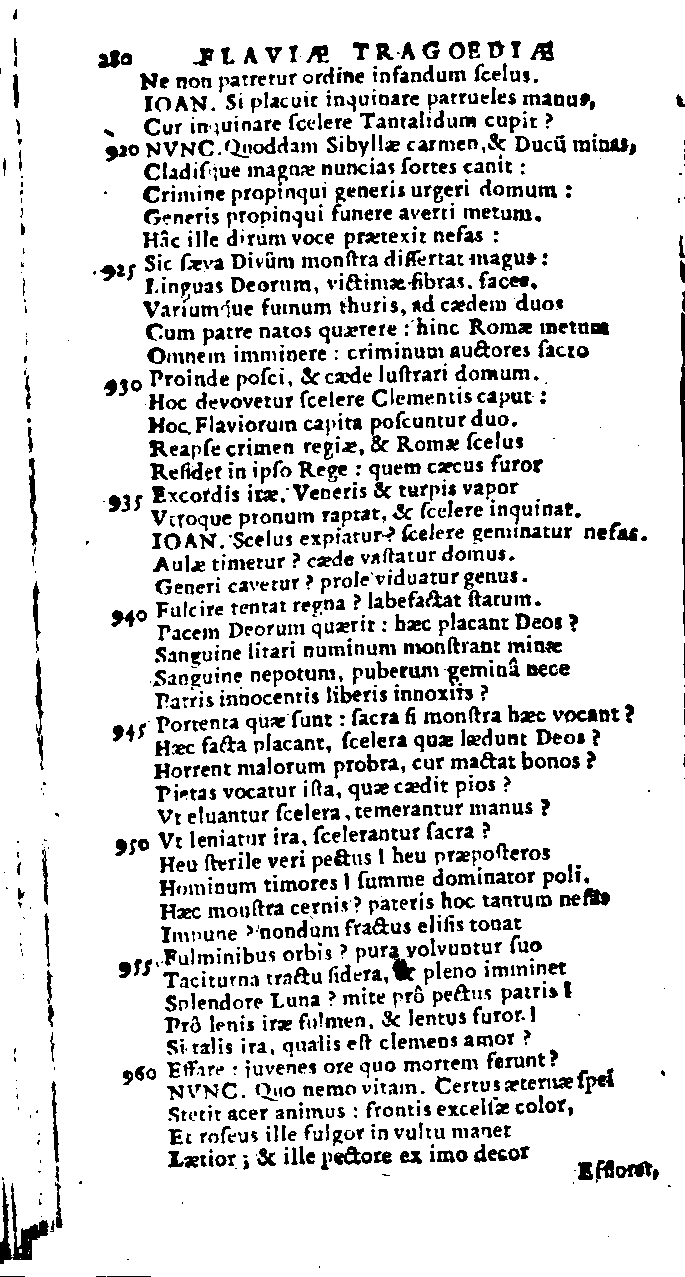 280 FLAVIÆ TRAGOEDIÆ
Ne non patretur ordine infandum ſcelus.
IOAN. Si placuit inquinare patrueles manus,
Cur inquinare ſcelere Tantalidum cupit ?
920 NVNC. Quoddam Sibyllæ carmen, & Ducū minas,
Cladiſque magnæ nuncias ſortes canit :
Crimine propinqui generis urgeri domum :
Generis propinqui funere averti metum.
Hâc ille dirum voce prætexit nefas :
925 Sic ſæva Divûm monſtra diſſertat magus :
Linguas Deorum, victimæ fibras, faces,
Variumque fumum thuris, ad cædem duos
Cum patre natos quærere : hinc Romæ metum
Omnem imminere : criminum auctores ſacro
930 Proinde poſci, & cæde luſtrari domum.
Hoc devovetur ſcelere Clementis caput :
Hoc Flaviorum capita poſcuntur duo.
Reapſe crimen regiæ, & Romæ ſcelus
Reſidet in ipſo Rege : quem cæcus furor
935 Excordis iræ, Veneris & turpis vapor
Vtroque pronum raptat, & ſcelere inquinat.
IOAN. Scelus expiatur ? ſcelere geminatur nefas.
Aulæ timetur ? cæde vaſtatur domus.
Generi cavetur ? prole viduatur genus.
940 Fulcire tentat regna ? labefactat ſtatum.
Pacem Deorum quærit : hæc placant Deos ?
Sanguine litari numinum monſtrant minæ
Sanguine nepotum, puberum geminâ nece
Patris innocentis liberis innoxiis ?
945 Portenta quæ ſunt : ſacra ſi monſtra hæc vocant ?
Hæc facta placant, ſcelera quæ lædunt Deos ?
Horrent malorum probra, cur mactat bonos ?
Pietas vocatur iſta, quæ cædit pios ?
Vt eluantur ſcelera, temerantur manus ?
950 Vt leniatur ira, ſcelerantur ſacra ?
Heu ſterile veri pectus ! heu præpoſteros
Hominum timores ! ſumme dominator poli,
Hæc monſtra cernis ? pateris hoc tantum nefas
Impune ? nondum fractus eliſis tonat
955 Fulminibus orbis ? pura volvuntur ſuo
Taciturna tractu ſidera, & pleno imminet
Splendore Luna ? mite prô pectus patris !
Prô lenis iræ fulmen, & lentus furor !
Si talis ira, qualis eſt clemens amor ?
960 Effare : juvenes ore quo mortem ferunt ?
NVNC. Quo nemo vitam. Certus æternæ ſpei
Stetit acer animus : frontis excelſæ color,
Et roſeus ille fulgor in vultu manet
Lætior ; & ille pectore ex imo decor
Effloret,